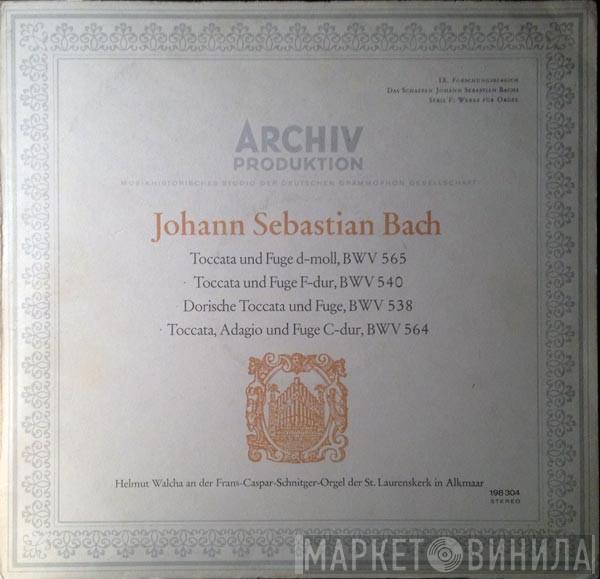 IX. Forschungsbereich
Das Schaffen Johann Sebastian Bachs
Serie F: Werke für Orgel
ARCHIV
PRODUKTION
MUSIKHISTORISCHES STUDIO DER DEUTSCHEN GRAMMOPHON GESELLSCHAFT
Johann Sebastian Bach
Toccata und Fuge d-moll, BWV 565
· Toccata und Fuge F-dur, BWV 540
· Dorische Toccata und Fuge, BWV 538
· Toccata, Adagio und Fuge C-dur, BWV 564
Helmut Walcha an der Frans-Caspar-Schnitger-Orgel der St. Laurenskerk in Alkmaar
198 304
STEREO
МАРКЕТ ВИНИЛА